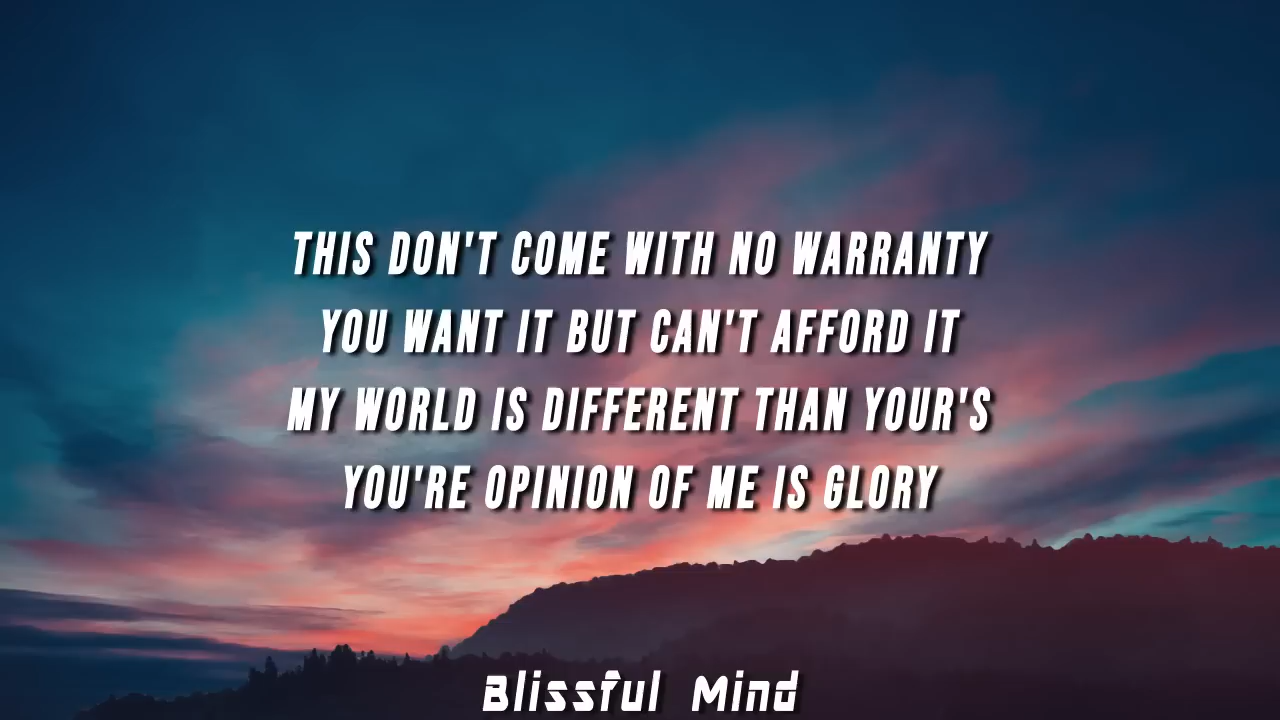 THIS DON'T COME WITH NO WARRANTY
YOU WANT IT BUT CAN'T AFFORD IT
MY WORLD IS DIFFERENT THAN YOUR'S
YOU'RE OPINION OF ME IS GLORY
Blissful Mind